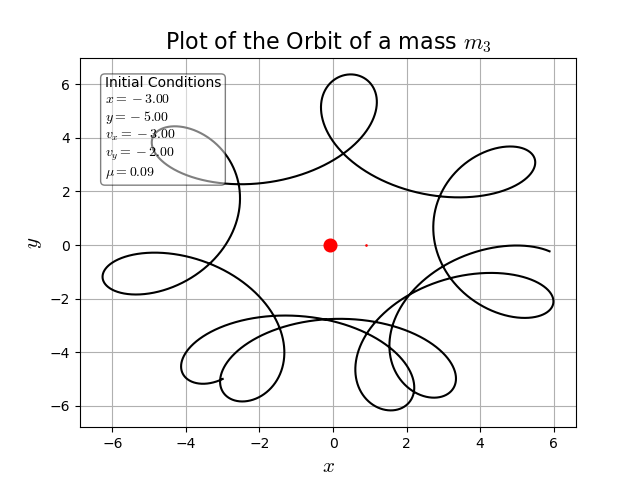 Plot of the Orbit of a mass m₃
Initial Conditions
x = −3.00
y = −5.00
vₓ = −3.00
v_y = −2.00
μ = 0.09
6
4
2
0
−2
−4
−6
y
−6
−4
−2
0
2
4
6
x